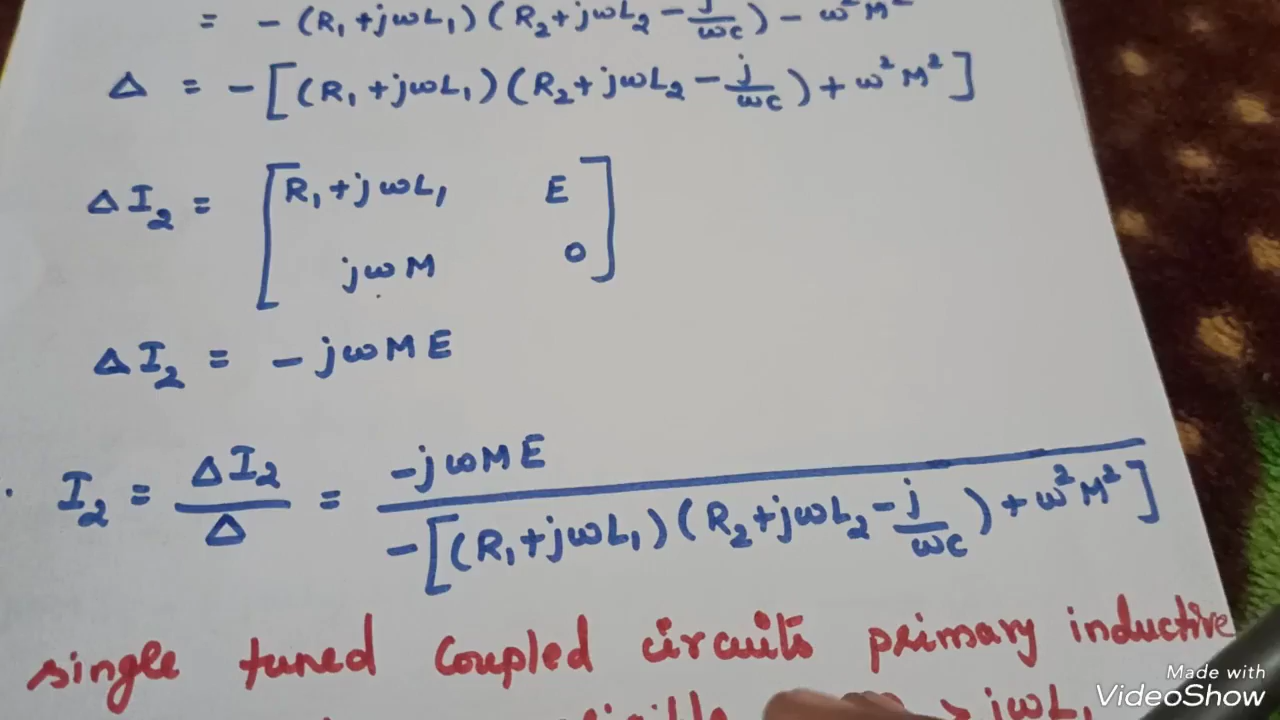 = - (R₁ + jωL₁) (R₂ + jωL₂ - j/ωC) - ω²M²
Δ = - [(R₁ + jωL₁) (R₂ + jωL₂ - j/ωC) + ω²M²]
ΔI₂ = [R₁ + jωL₁ E
jωM 0]
ΔI₂ = - jωME
I₂ = ΔI₂/Δ = -jωME / -[(R₁ + jωL₁) (R₂ + jωL₂ - j/ωC) + ω²M²]
single tuned coupled circuits primary inductive
> jωL₁
Made with
VideoShow